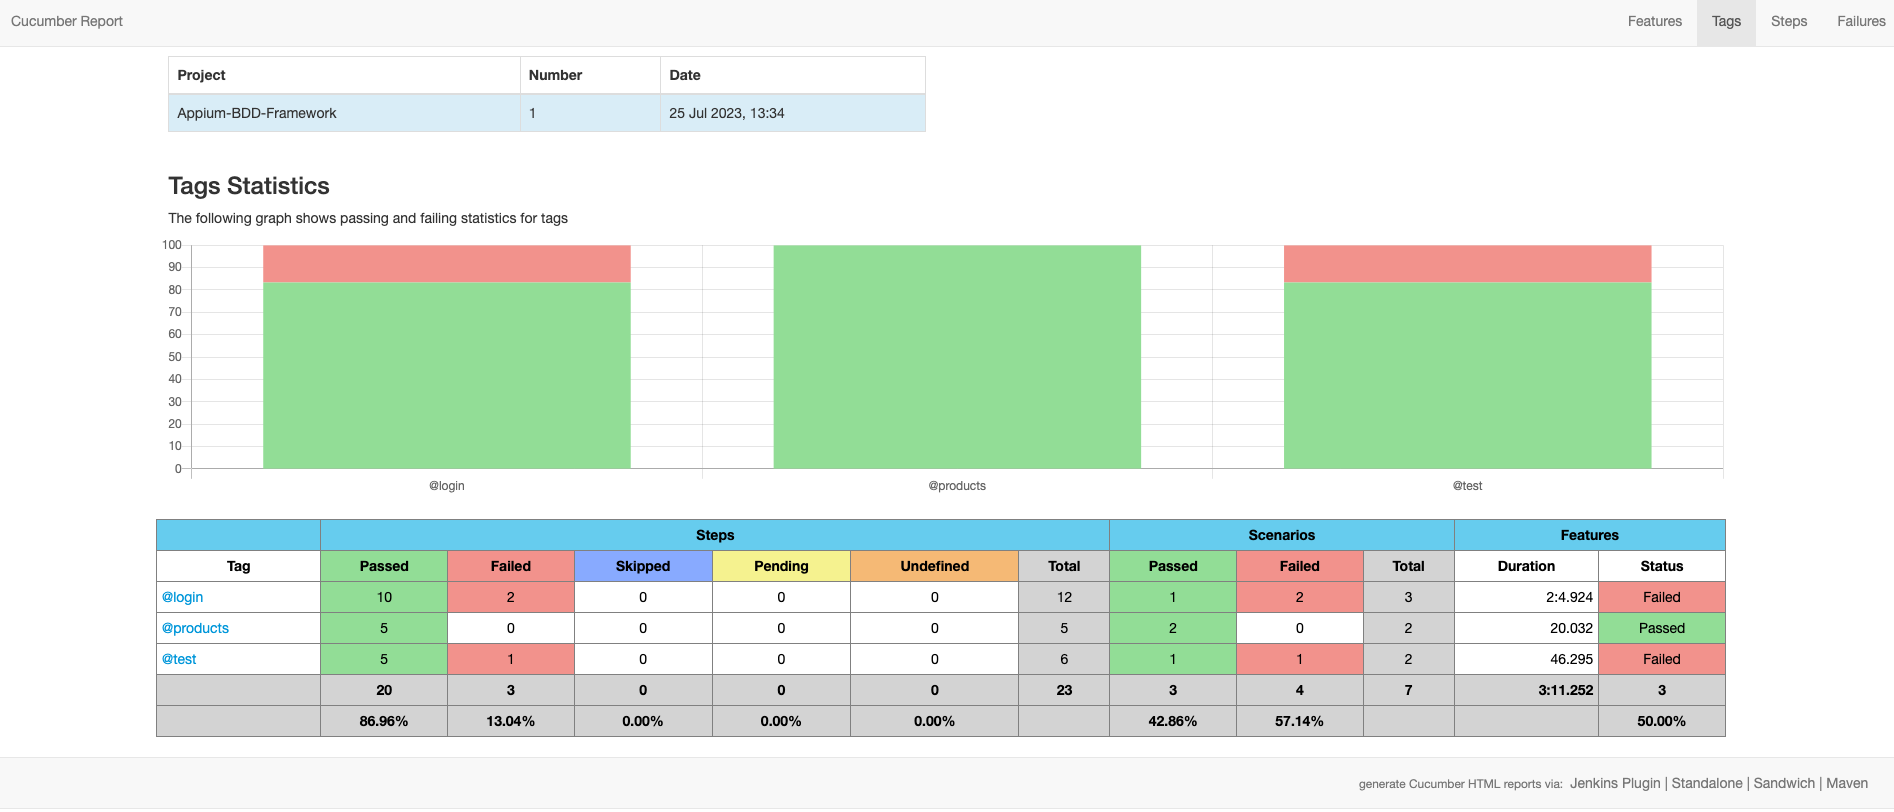 Cucumber Report Features Tags Steps Failures
Project Number Date
Appium-BDD-Framework 1 25 Jul 2023, 13:34
Tags Statistics
The following graph shows passing and failing statistics for tags
100
90
80
70
60
50
40
30
20
10
0
@login @products @test
Steps Scenarios Features
Tag Passed Failed Skipped Pending Undefined Total Passed Failed Total Duration Status
@login 10 2 0 0 0 12 1 2 3 2:4.924 Failed
@products 5 0 0 0 0 5 2 0 2 20.032 Passed
@test 5 1 0 0 0 6 1 1 2 46.295 Failed
20 3 0 0 0 23 3 4 7 3:11.252 3
86.96% 13.04% 0.00% 0.00% 0.00% 42.86% 57.14% 50.00%
generate Cucumber HTML reports via: Jenkins Plugin | Standalone | Sandwich | Maven